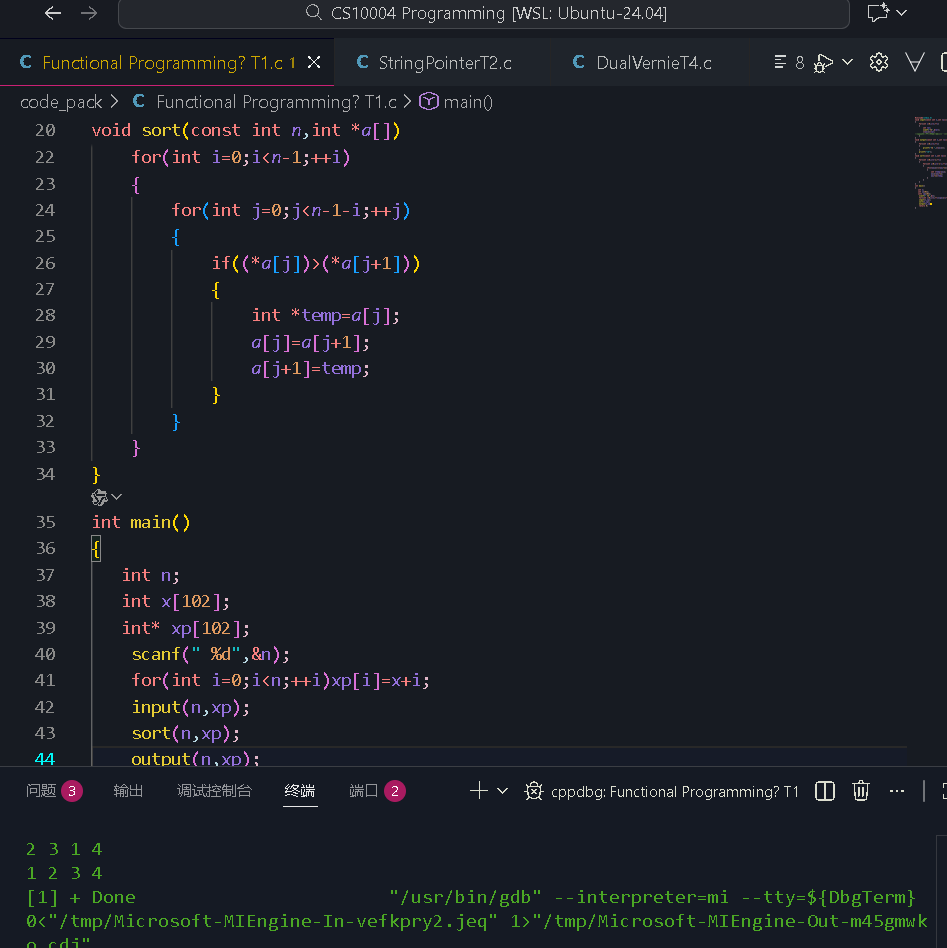 CS10004 Programming [WSL: Ubuntu-24.04]
Functional Programming? T1.c 1
StringPointerT2.c
DualVernieT4.c
8
code_pack > C Functional Programming? T1.c > main()
20 void sort(const int n,int *a[])
22 for(int i=0;i<n-1;++i)
23 {
24 for(int j=0;j<n-1-i;++j)
25 {
26 if((*a[j])>(*a[j+1]))
27 {
28 int *temp=a[j];
29 a[j]=a[j+1];
30 a[j+1]=temp;
31 }
32 }
33 }
34 }
35 int main()
36 {
37 int n;
38 int x[102];
39 int* xp[102];
40 scanf(" %d",&n);
41 for(int i=0;i<n;++i)xp[i]=x+i;
42 input(n,xp);
43 sort(n,xp);
44 output(n,xp);
问题 3 输出 调试控制台 终端 端口 2
cppdbg: Functional Programming? T1
2 3 1 4
1 2 3 4
[1] + Done "/usr/bin/gdb" --interpreter=mi --tty=${DbgTerm}
0<"/tmp/Microsoft-MIEngine-In-vefkpry2.jeq" 1>"/tmp/Microsoft-MIEngine-Out-m45gmwk
o.cdj"